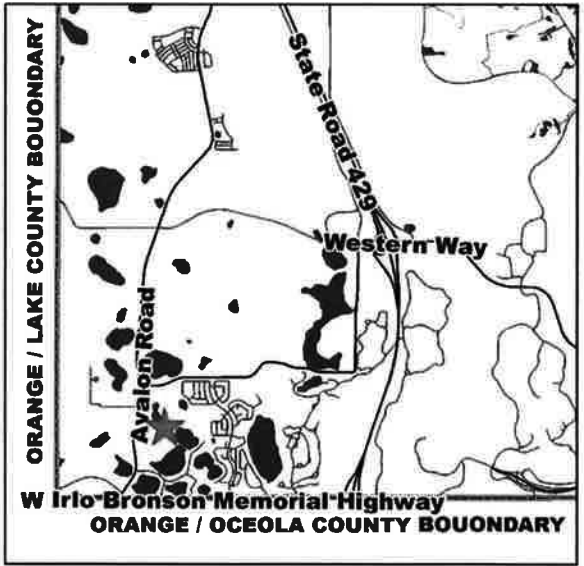 ORANGE / LAKE COUNTY BOUONDARY
State Road 429
Western Way
Avalon Road
W Irlo Bronson Memorial Highway
ORANGE / OCEOLA COUNTY BOUONDARY